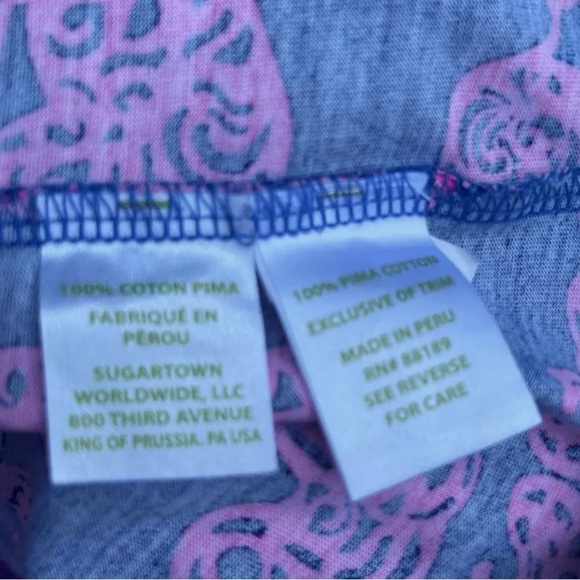 100% COTON PIMA
FABRIQUÉ EN
PÉROU
SUGARTOWN
WORLDWIDE, LLC
800 THIRD AVENUE
KING OF PRUSSIA, PA USA
100% PIMA COTTON
EXCLUSIVE OF TRIM
MADE IN PERU
RN# 88189
SEE REVERSE
FOR CARE